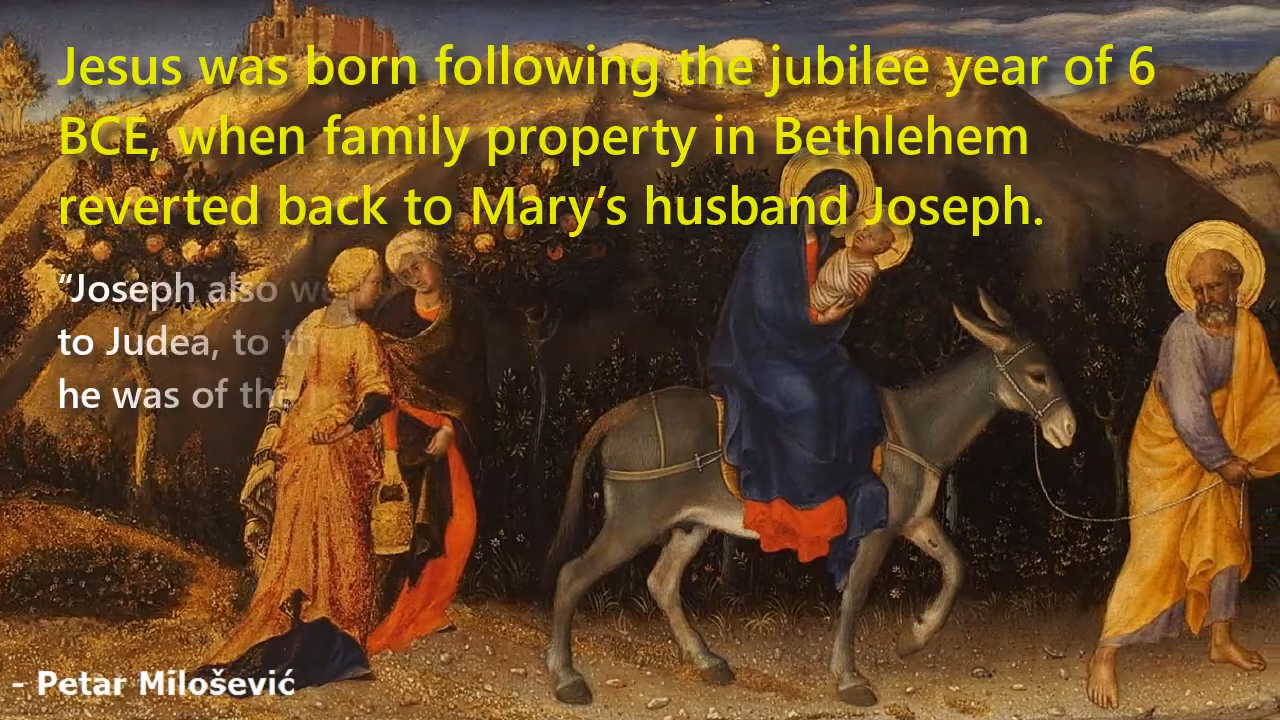 Jesus was born following the jubilee year of 6
BCE, when family property in Bethlehem
reverted back to Mary’s husband Joseph.
“Joseph also
to Judea, to
he was of
- Petar Milošević